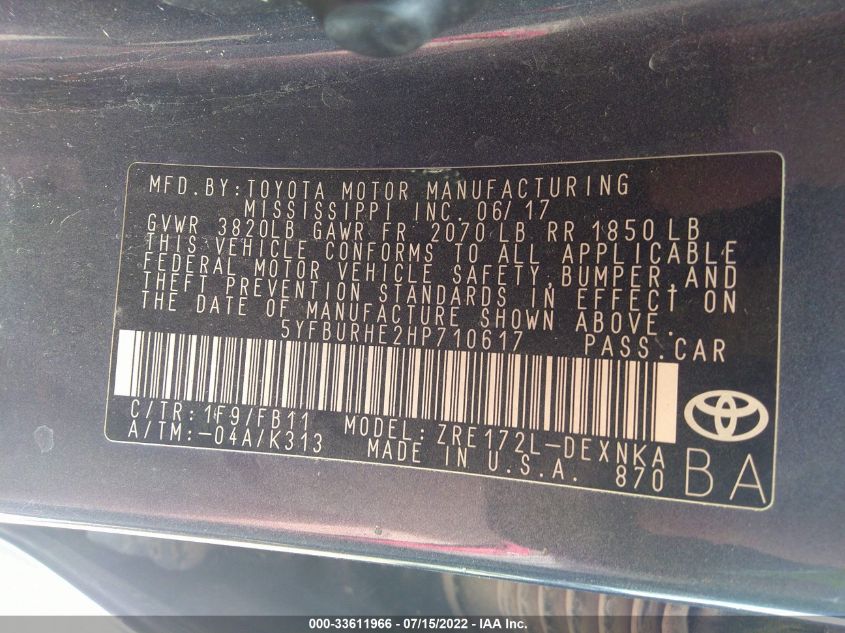 MFD.BY:TOYOTA MOTOR MANUFACTURING
MISSISSIPPI INC. 06/17
GVWR 3820LB GAWR FR 2070 LB RR 1850 LB
THIS VEHICLE CONFORMS TO ALL APPLICABLE
FEDERAL MOTOR VEHICLE SAFETY,BUMPER,AND
THEFT PREVENTION STANDARDS IN EFFECT ON
THE DATE OF MANUFACTURE SHOWN ABOVE.
5YFBURHE2HP710617 PASS.CAR
C/TR:1F9/FB11 MODEL:ZRE172L-DEXNKA
A/TM:-04A/K313 MADE IN U.S.A. 870
BA
000-33611966 - 07/15/2022 - IAA Inc.